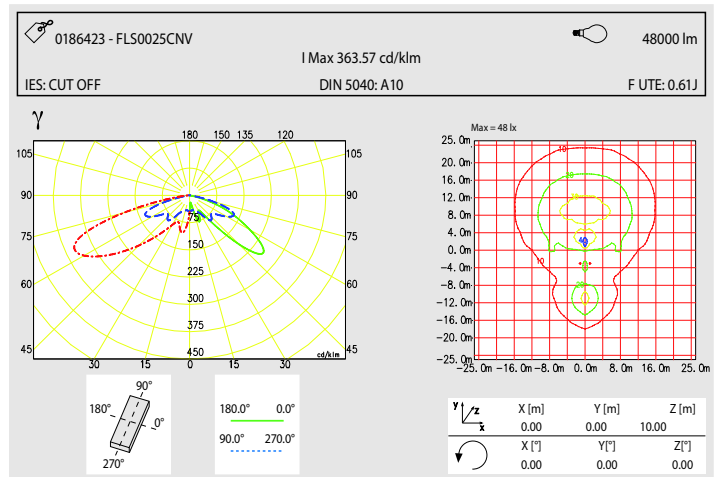 0186423 - FLS0025CNV
48000 lm
I Max 363.57 cd/klm
IES: CUT OFF DIN 5040: A10 F UTE: 0.61J
γ
180 150 135 120
105 105
90 90
75 75
60 60
45 45
75
150
225
300
375
450
cd/klm
30 15 0 15 30
Max = 48 lx
25. 0m
20. 0m
16. 0m
12. 0m
8. 0m
4. 0m
0. 0m
-4. 0m
-8. 0m
-12. 0m
-16. 0m
-20. 0m
-25. 0m
-25. 0m -16. 0m -8. 0m 0. 0m 8. 0m 16. 0m 25. 0m
10
40
10
90°
180° 0°
270°
180.0° 0.0°
90.0° 270.0°
Y Z X
X [m] Y [m] Z [m]
0.00 0.00 10.00
X [°] Y[°] Z[°]
0.00 0.00 0.00